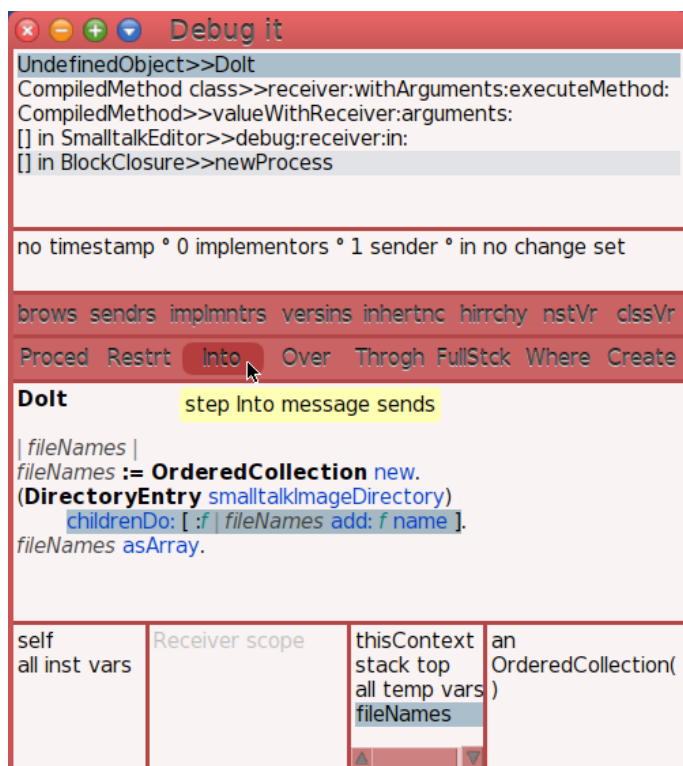 Debug it
UndefinedObject>>DoIt
CompiledMethod class>>receiver:withArguments:executeMethod:
CompiledMethod>>valueWithReceiver:arguments:
[] in SmalltalkEditor>>debug:receiver:in:
[] in BlockClosure>>newProcess
no timestamp ° 0 implementors ° 1 sender ° in no change set
brows sendrs implmntrs versins inhertnc hirrchy nstVr clssVr
Proced Restrt Into Over Throgh FullStck Where Create
DoIt
step Into message sends
| fileNames |
fileNames := OrderedCollection new.
(DirectoryEntry smalltalkImageDirectory)
childrenDo: [ :f | fileNames add: f name ].
fileNames asArray.
self
all inst vars
Receiver scope
thisContext
stack top
all temp vars
fileNames
an
OrderedCollection(
)